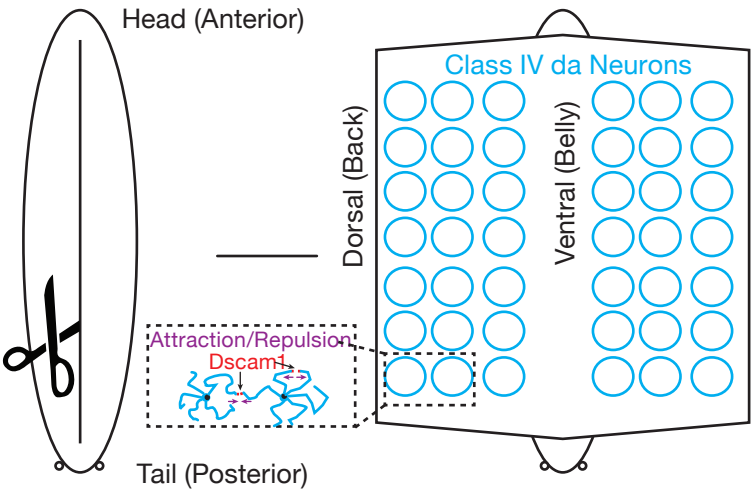 Head (Anterior)
Class IV da Neurons
Dorsal (Back)
Ventral (Belly)
Attraction/Repulsion
Dscam1
Tail (Posterior)